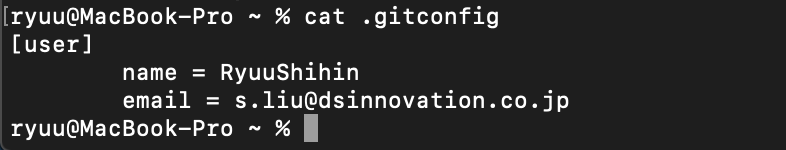 [ryuu@MacBook-Pro ~ % cat .gitconfig
[user]
        name = RyuuShihin
        email = s.liu@dsinnovation.co.jp
ryuu@MacBook-Pro ~ %